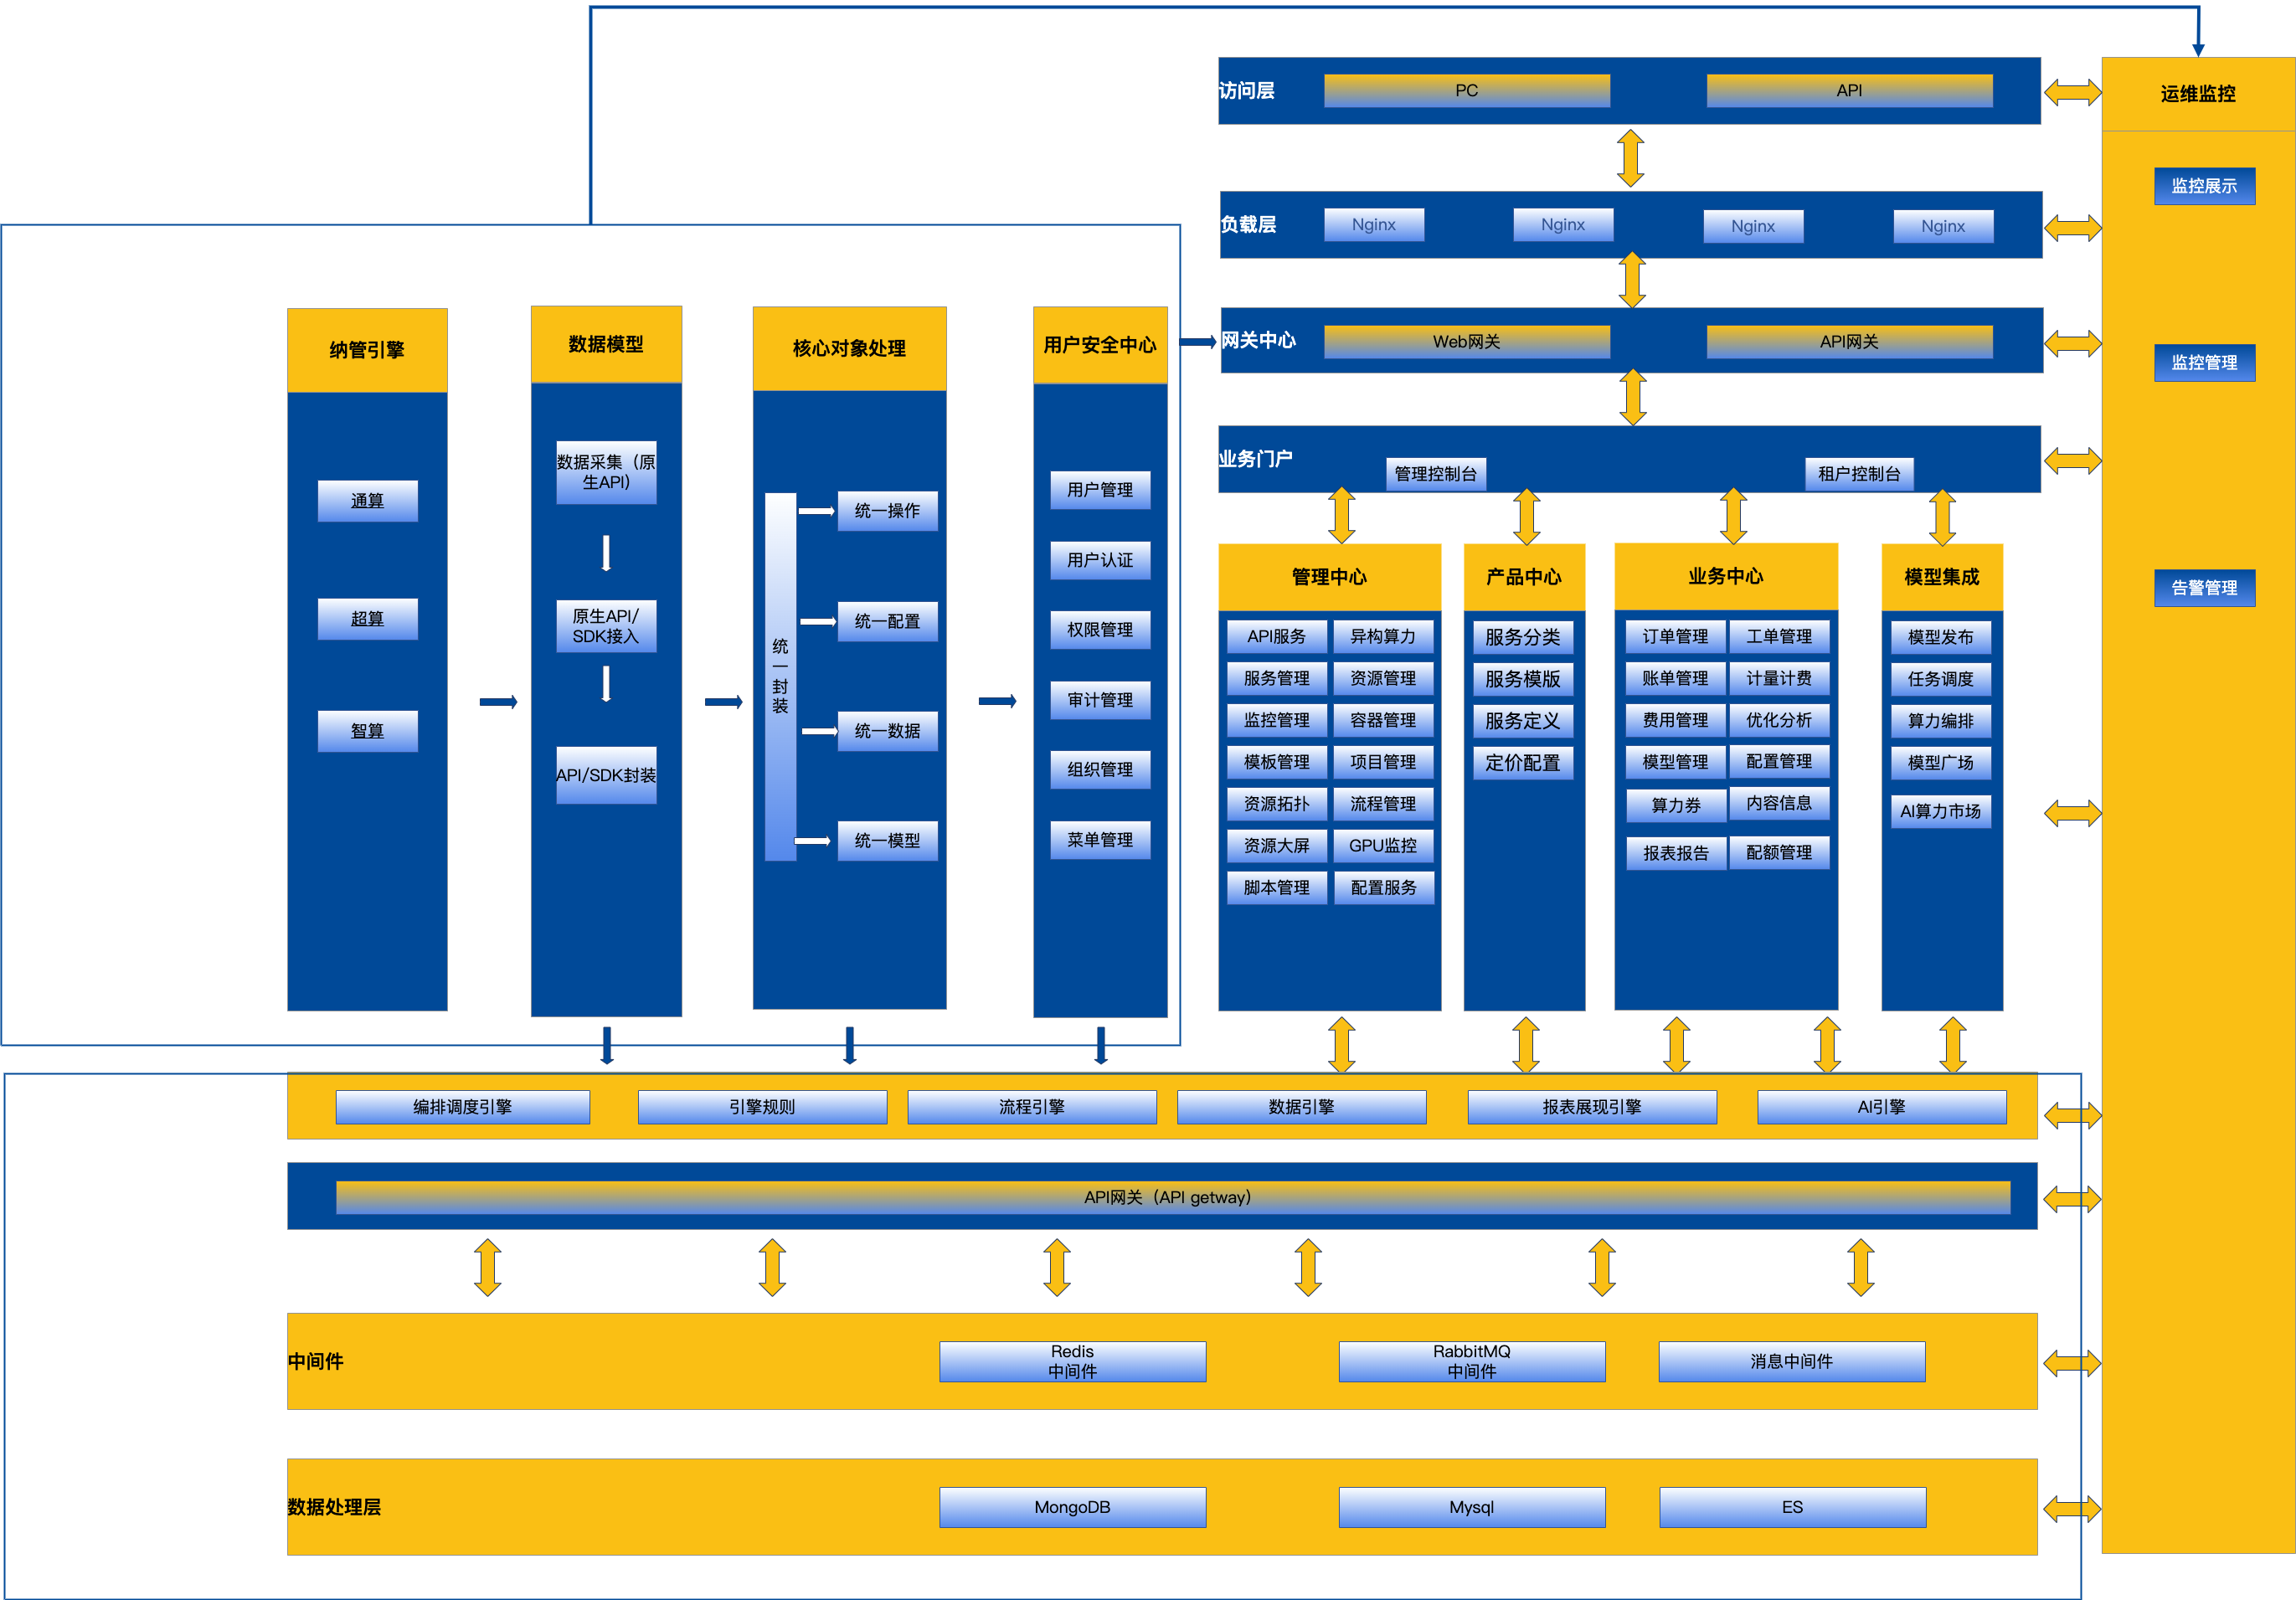 访问层
PC
API
运维监控
监控展示
监控管理
告警管理
负载层
Nginx
Nginx
Nginx
Nginx
网关中心
Web网关
API网关
业务门户
管理控制台
租户控制台
纳管引擎
通算
超算
智算
数据模型
数据采集（原
生API）
原生API/
SDK接入
API/SDK封装
核心对象处理
统
一
封
装
统一操作
统一配置
统一数据
统一模型
用户安全中心
用户管理
用户认证
权限管理
审计管理
组织管理
菜单管理
管理中心
API服务
异构算力
服务管理
资源管理
监控管理
容器管理
模板管理
项目管理
资源拓扑
流程管理
资源大屏
GPU监控
脚本管理
配置服务
产品中心
服务分类
服务模版
服务定义
定价配置
业务中心
订单管理
工单管理
账单管理
计量计费
费用管理
优化分析
模型管理
配置管理
算力券
内容信息
报表报告
配额管理
模型集成
模型发布
任务调度
算力编排
模型广场
AI算力市场
编排调度引擎
引擎规则
流程引擎
数据引擎
报表展现引擎
AI引擎
API网关（API getway）
中间件
Redis
中间件
RabbitMQ
中间件
消息中间件
数据处理层
MongoDB
Mysql
ES